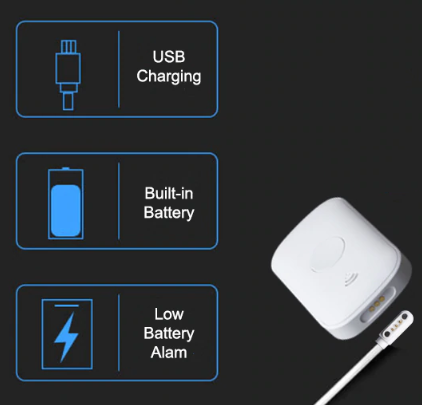 USB
Charging
Built-in
Battery
Low
Battery
Alam